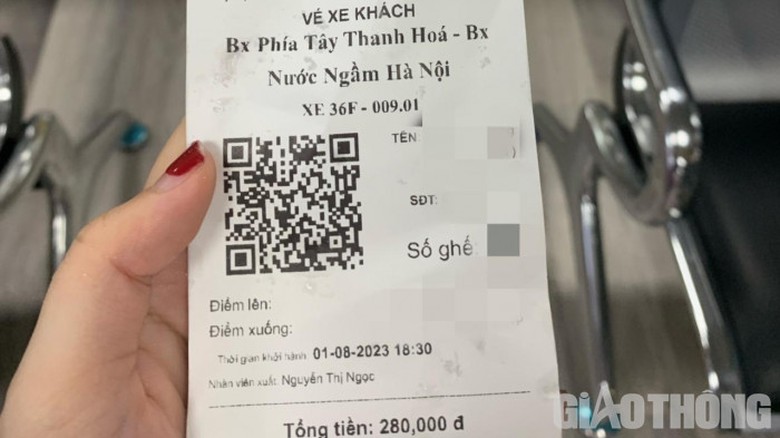 VÉ XE KHÁCH
Bx Phía Tây Thanh Hoá - Bx
Nước Ngầm Hà Nội
XE 36F - 009.01
TÊN
SĐT:
Số ghế:
Điểm lên:
Điểm xuống:
Thời gian khởi hành 01-08-2023 18:30
Nhân viên xuất: Nguyễn Thị Ngọc
Tổng tiền: 280,000 đ
GIAOTHÔNG